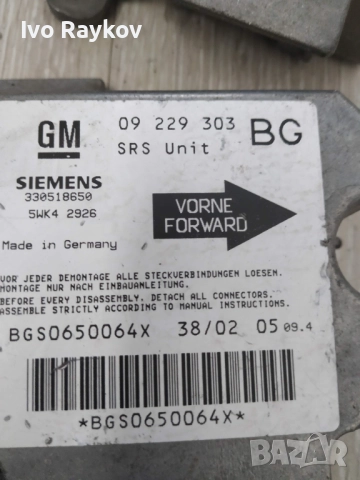 Ivo Raykov
GM
09 229 303 BG
SRS Unit
SIEMENS
330518650
5WK4 2926
VORNE
FORWARD
Made in Germany
VOR JEDER DEMONTAGE ALLE STECKVERBINDUNGEN LOESEN.
MONTAGE NUR NACH EINBAUANLEITUNG.
BEFORE EVERY DISASSEMBLY. DETACH ALL CONNECTORS.
ASSEMBLE STRICTLY ACCORDING TO MANUAL INSTRUCTIONS.
BGS0650064X 38/02 05 09.4
*BGS0650064X*
bazar
БГ